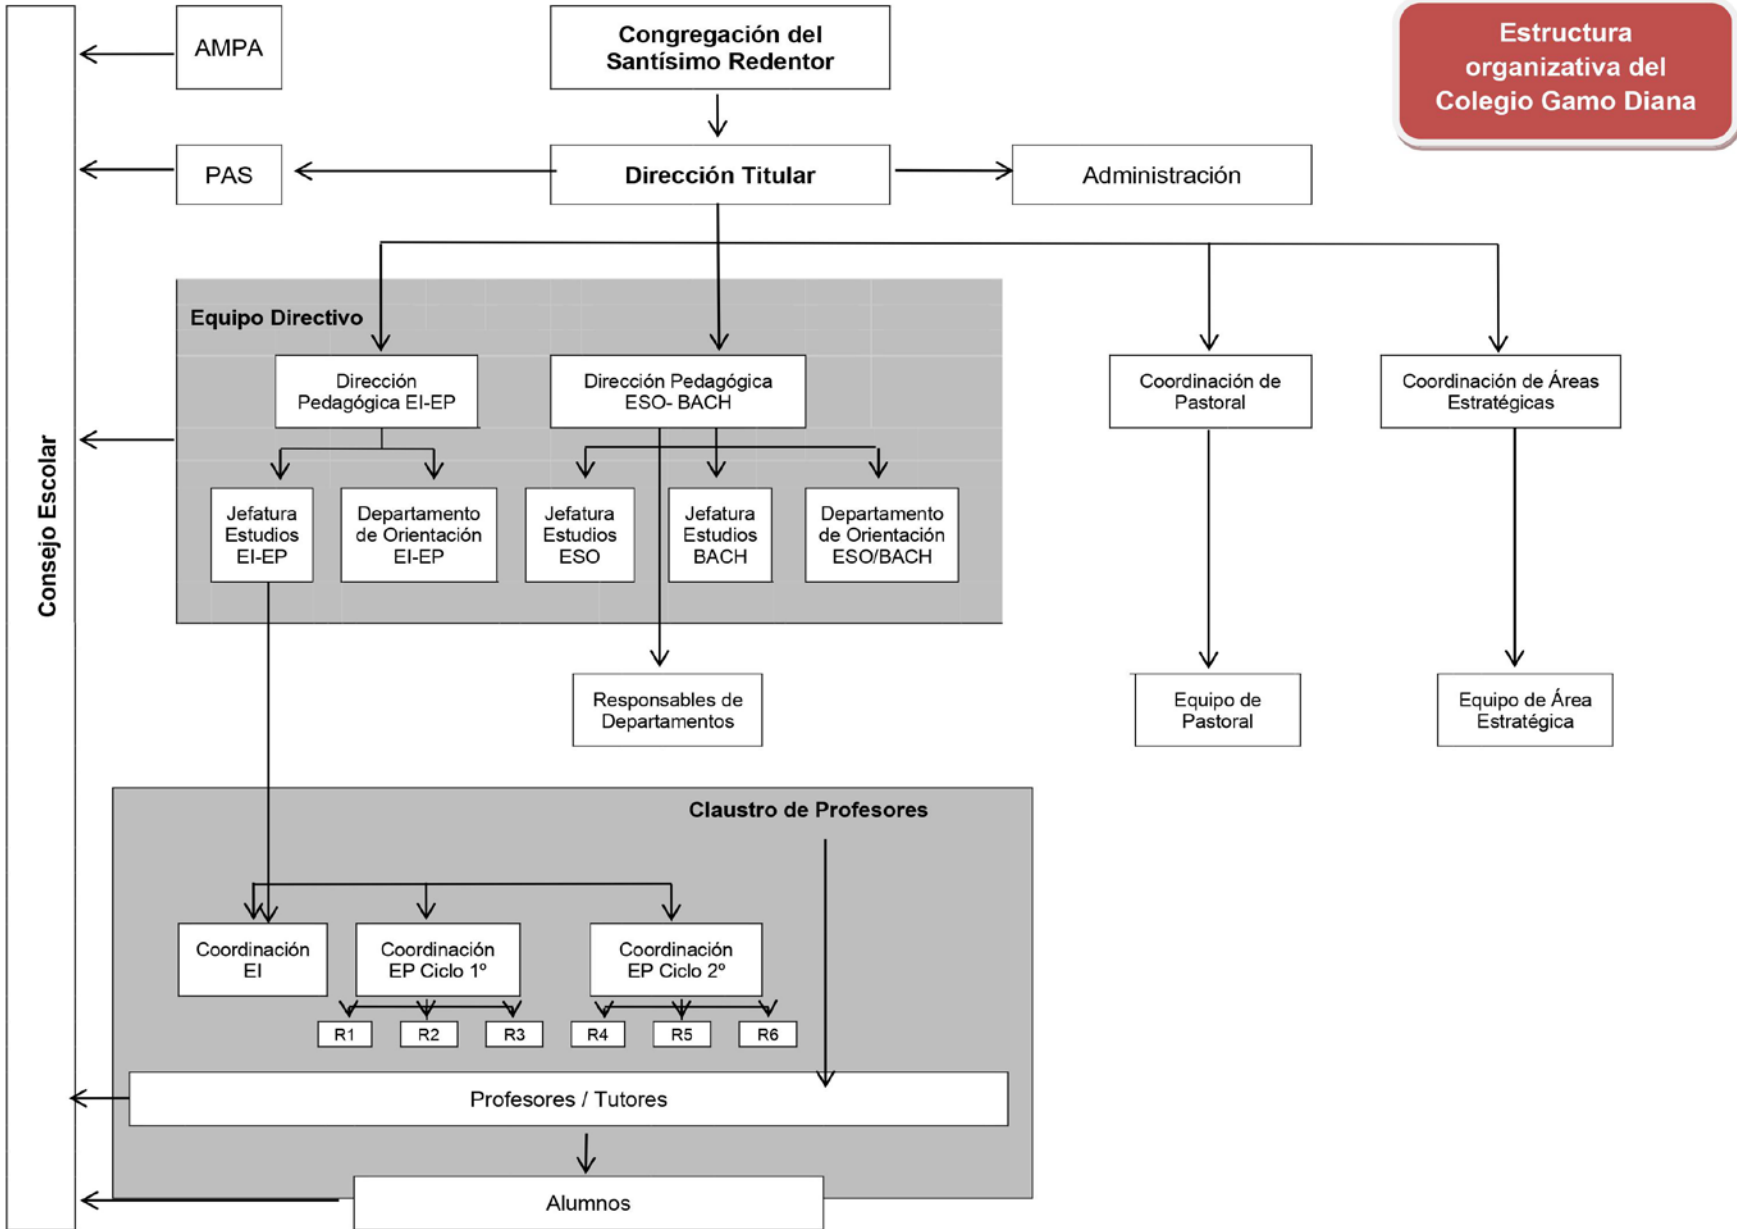 AMPA
Congregación del
Santísimo Redentor
Estructura
organizativa del
Colegio Gamo Diana
PAS
Dirección Titular
Administración
Equipo Directivo
Dirección
Pedagógica EI-EP
Dirección Pedagógica
ESO- BACH
Coordinación de
Pastoral
Coordinación de Áreas
Estratégicas
Consejo Escolar
Jefatura
Estudios
EI-EP
Departamento
de Orientación
EI-EP
Jefatura
Estudios
ESO
Jefatura
Estudios
BACH
Departamento
de Orientación
ESO/BACH
Responsables de
Departamentos
Equipo de
Pastoral
Equipo de Área
Estratégica
Claustro de Profesores
Coordinación
EI
Coordinación
EP Ciclo 1º
Coordinación
EP Ciclo 2º
R1
R2
R3
R4
R5
R6
Profesores / Tutores
Alumnos